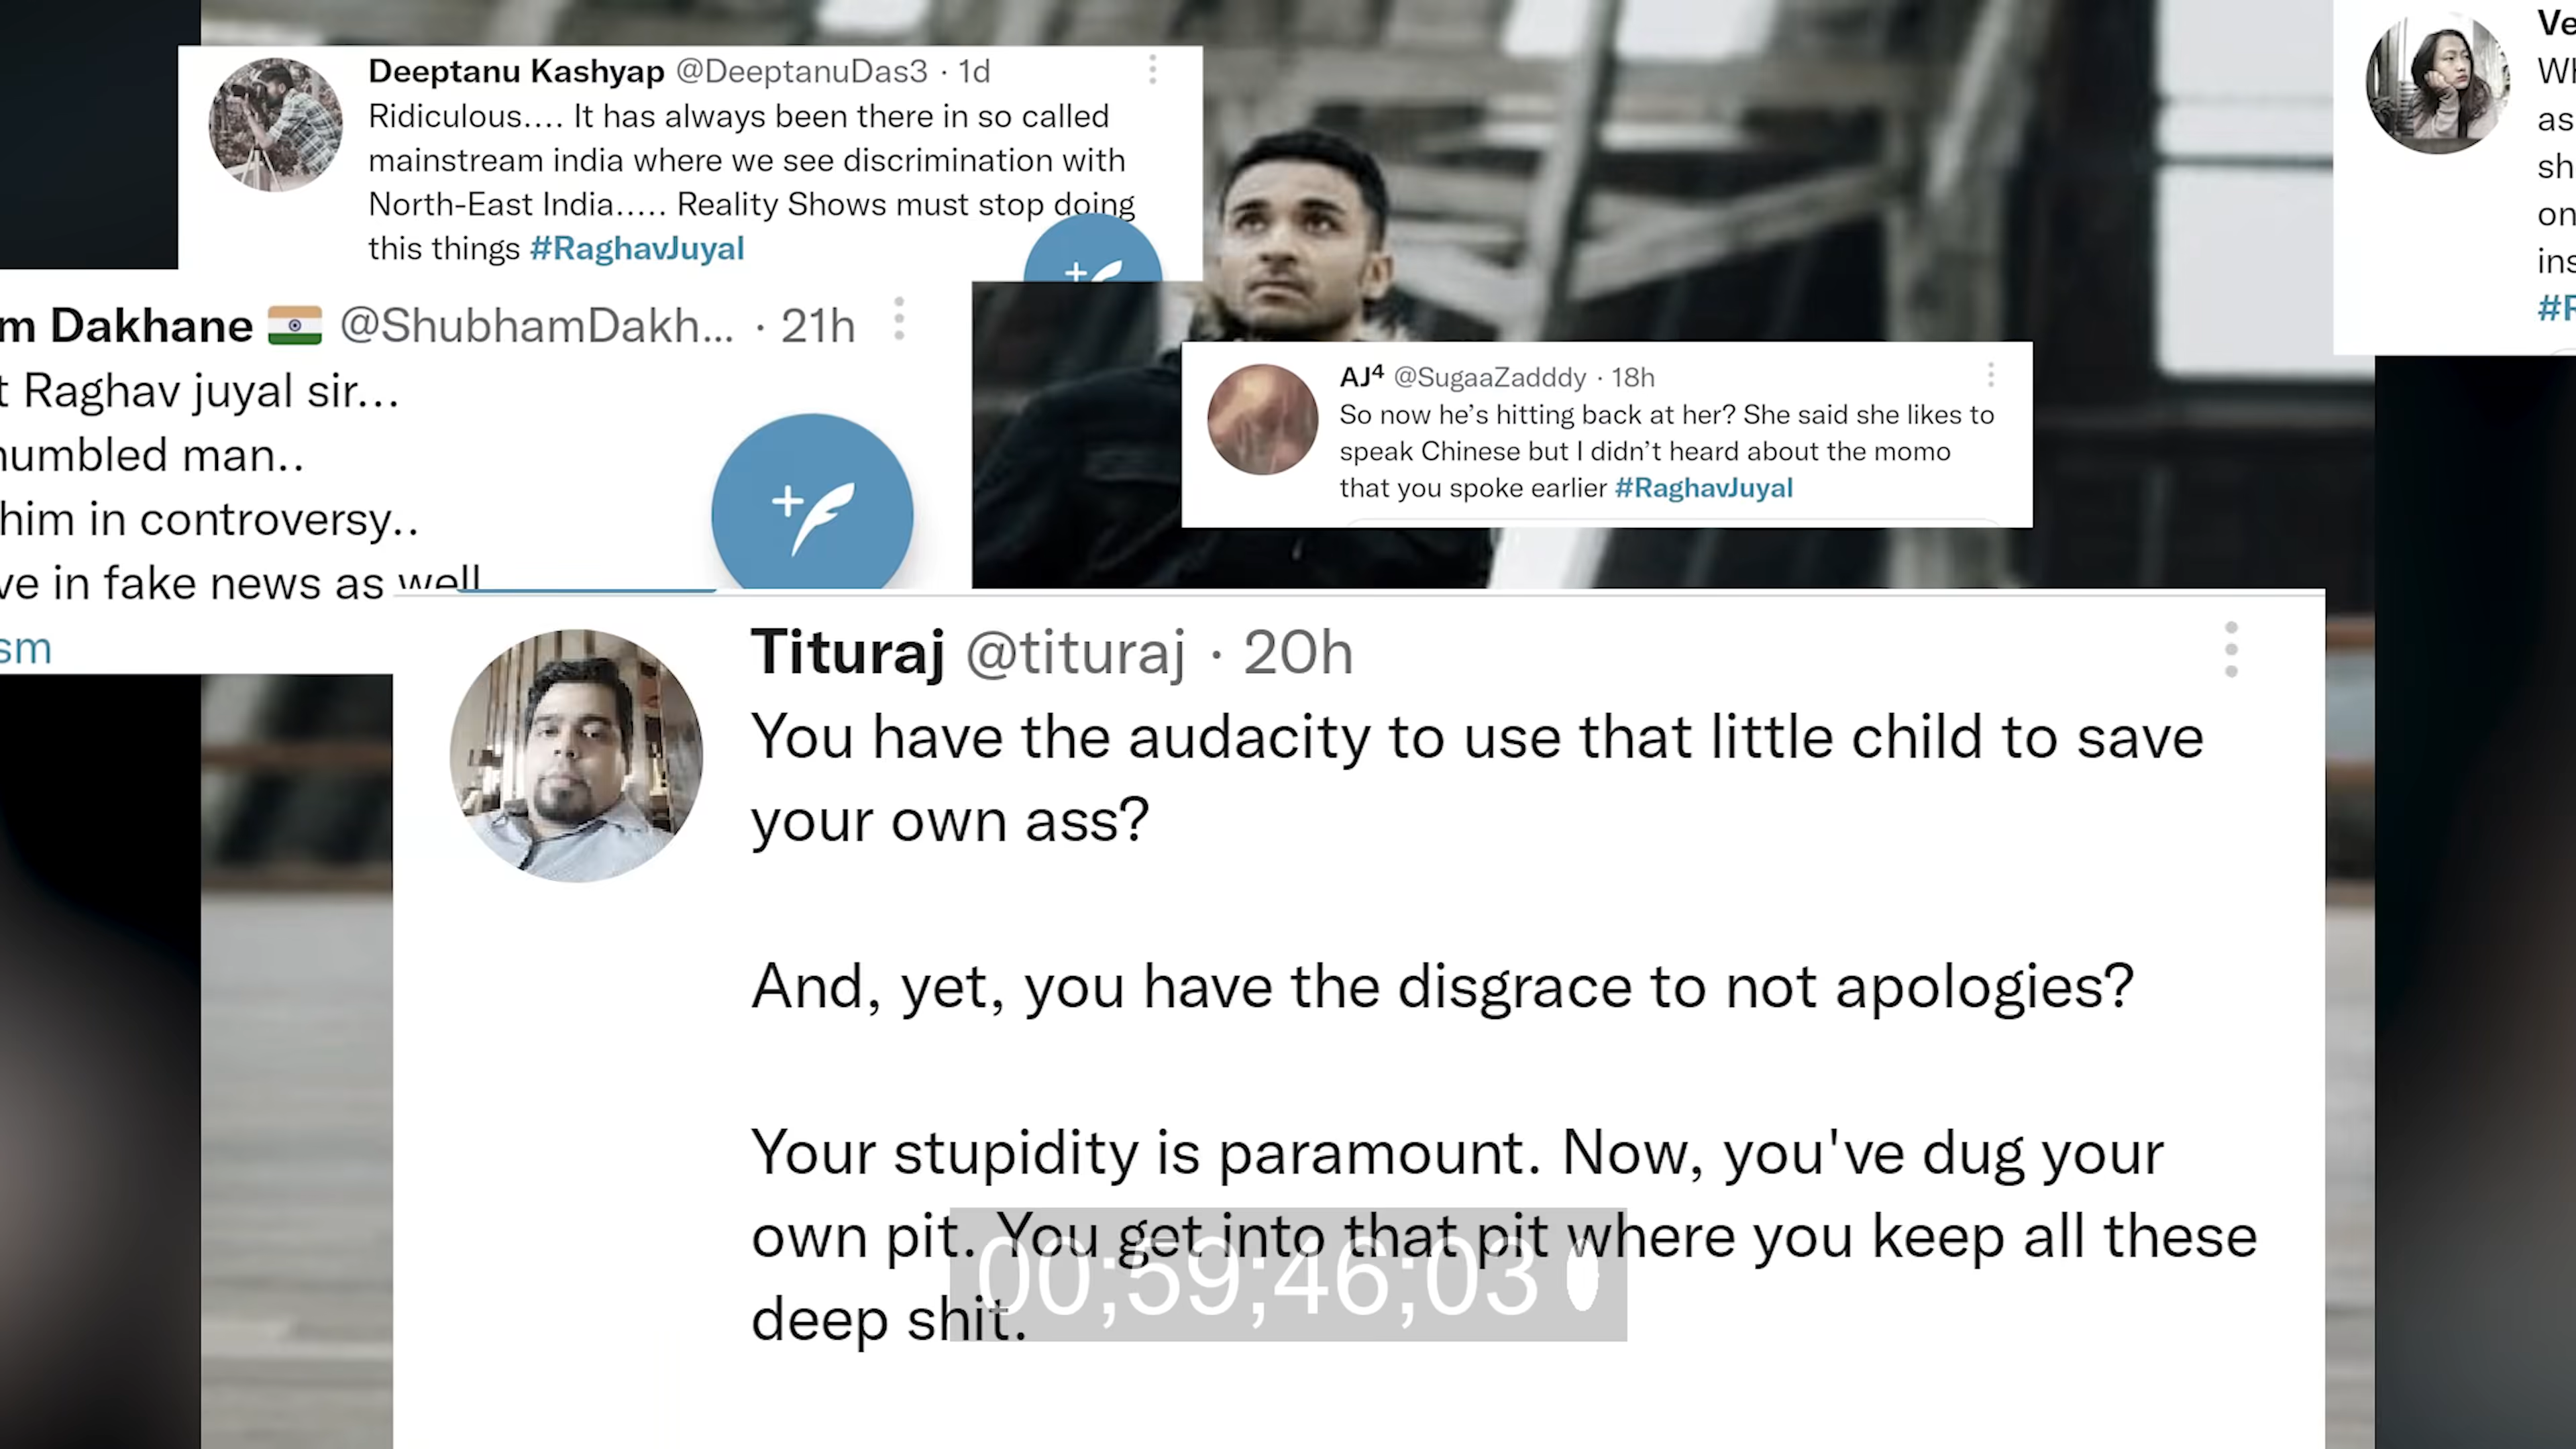 Deeptanu Kashyap @DeeptanuDas3 · 1d
Ridiculous.... It has always been there in so called
mainstream india where we see discrimination with
North-East India..... Reality Shows must stop doing
this things #RaghavJuyal
m Dakhane 🇮🇳 @ShubhamDakh... · 21h
t Raghav juyal sir...
humbled man..
him in controversy..
ve in fake news as well
sm
AJ⁴ @SugaaZadddy · 18h
So now he's hitting back at her? She said she likes to
speak Chinese but I didn't heard about the momo
that you spoke earlier #RaghavJuyal
Ve
Wh
as
sh
on
ins
#R
Tituraj @tituraj · 20h
You have the audacity to use that little child to save
your own ass?
And, yet, you have the disgrace to not apologies?
Your stupidity is paramount. Now, you've dug your
own pit. You get into that pit where you keep all these
deep shit.
00;59;46;03